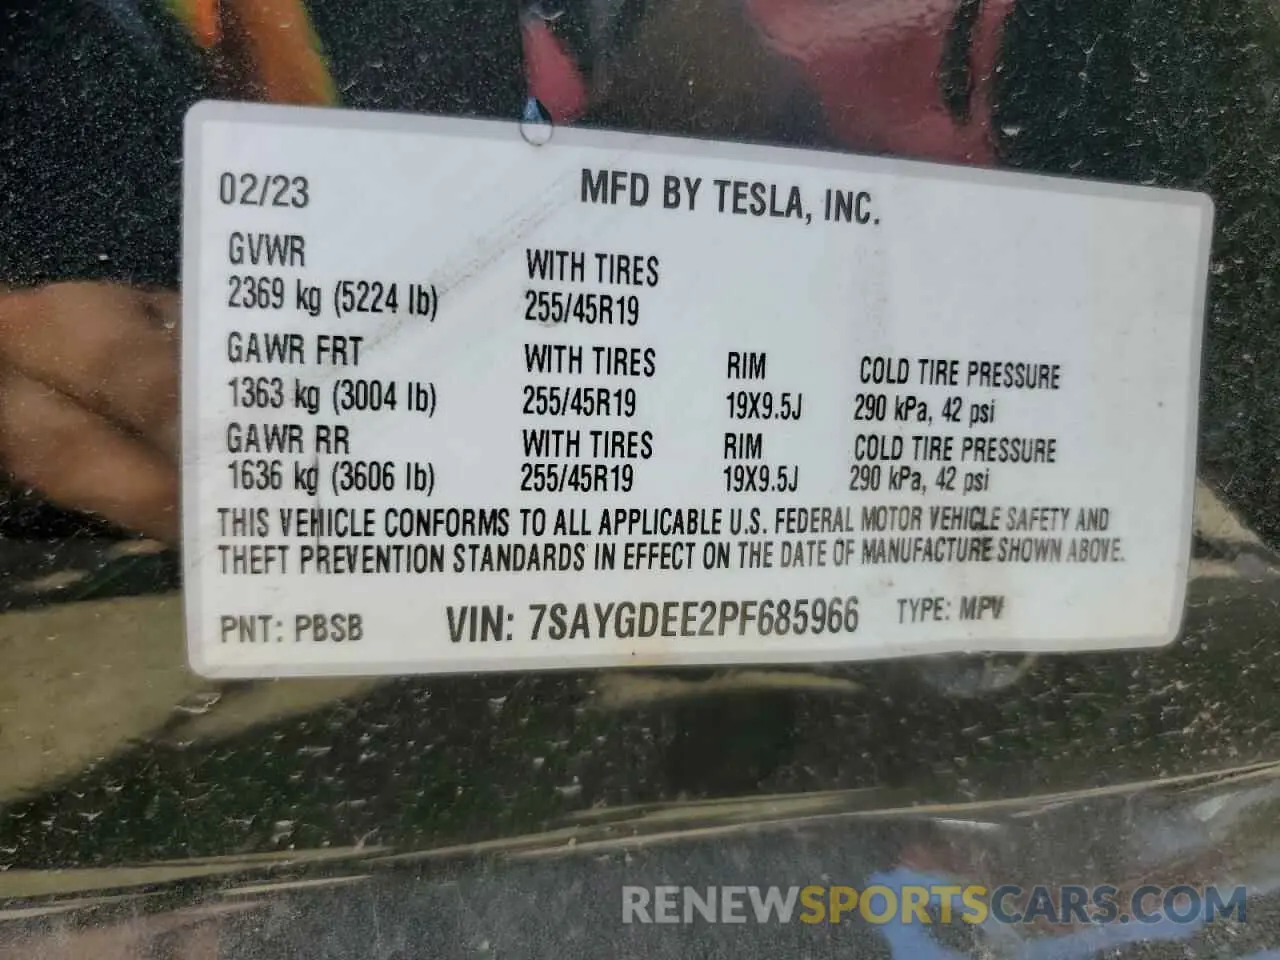 02/23 MFD BY TESLA, INC.
GVWR WITH TIRES
2369 kg (5224 lb) 255/45R19
GAWR FRT WITH TIRES RIM COLD TIRE PRESSURE
1363 kg (3004 lb) 255/45R19 19X9.5J 290 kPa, 42 psi
GAWR RR WITH TIRES RIM COLD TIRE PRESSURE
1636 kg (3606 lb) 255/45R19 19X9.5J 290 kPa, 42 psi
THIS VEHICLE CONFORMS TO ALL APPLICABLE U.S. FEDERAL MOTOR VEHICLE SAFETY AND
THEFT PREVENTION STANDARDS IN EFFECT ON THE DATE OF MANUFACTURE SHOWN ABOVE.
PNT: PBSB VIN: 7SAYGDEE2PF685966 TYPE: MPV
RENEWSPORTSCARS.COM